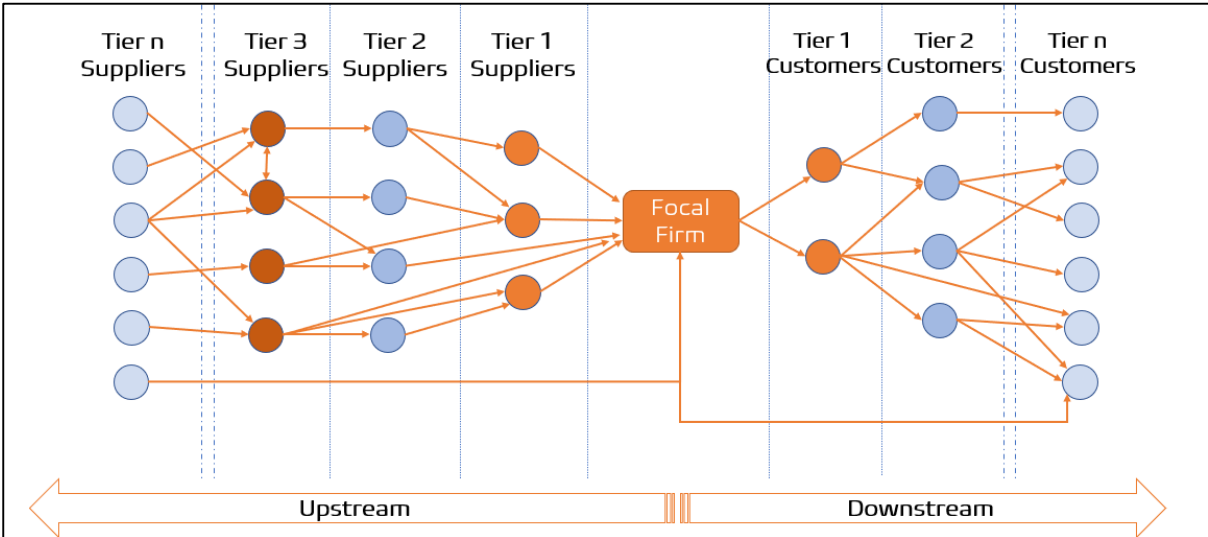 Tier n
Suppliers
Tier 3
Suppliers
Tier 2
Suppliers
Tier 1
Suppliers
Tier 1
Customers
Tier 2
Customers
Tier n
Customers
Focal
Firm
Upstream
Downstream